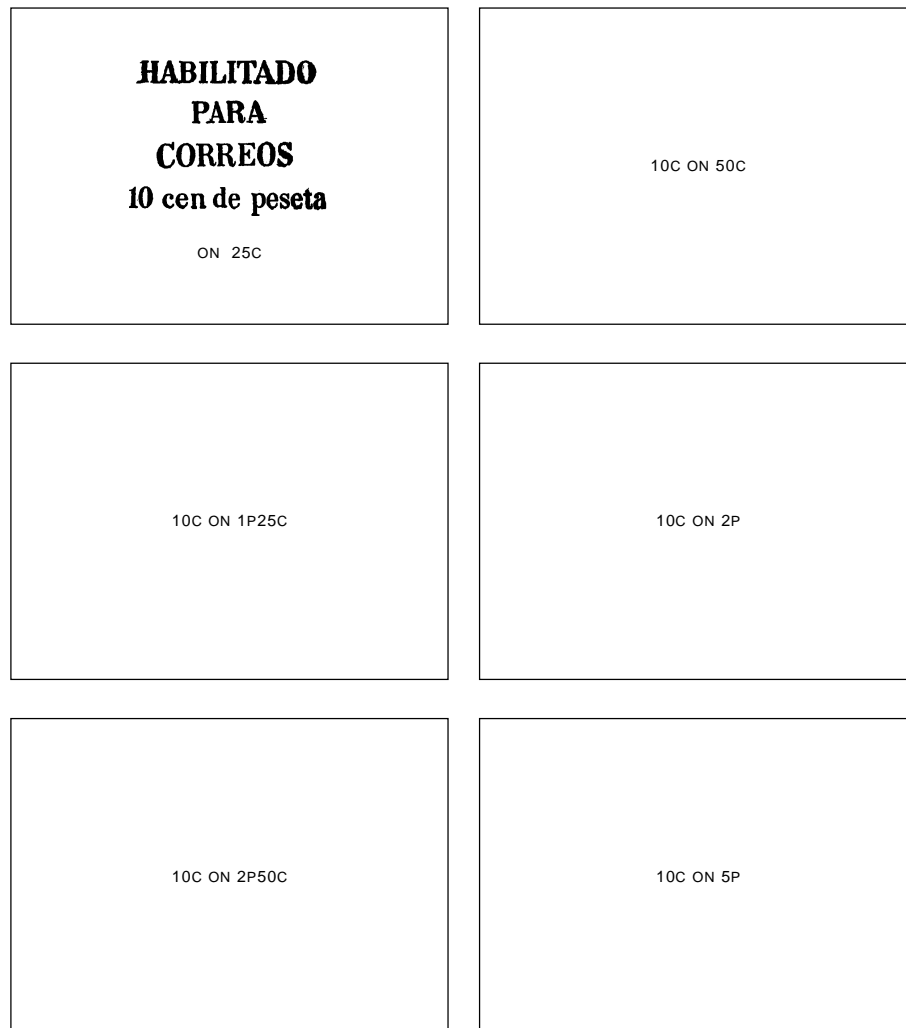 HABILITADO
PARA
CORREOS
10 cen de peseta
ON 25C
10C ON 50C
10C ON 1P25C
10C ON 2P
10C ON 2P50C
10C ON 5P